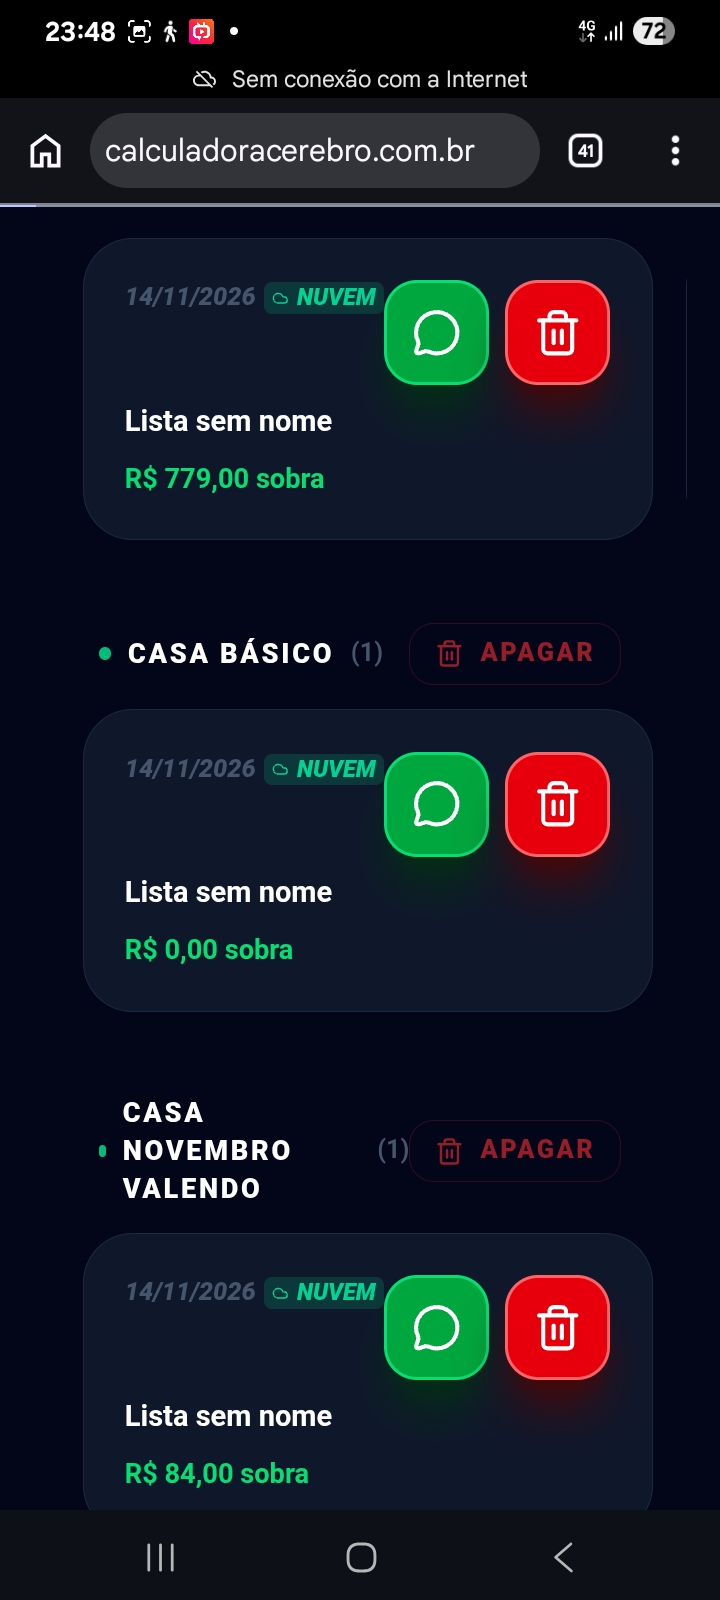 23:48
4G
72
Sem conexão com a Internet
calculadoracerebro.com.br
41
14/11/2026 NUVEM
Lista sem nome
R$ 779,00 sobra
CASA BÁSICO (1) APAGAR
14/11/2026 NUVEM
Lista sem nome
R$ 0,00 sobra
CASA
NOVEMBRO (1) APAGAR
VALENDO
14/11/2026 NUVEM
Lista sem nome
R$ 84,00 sobra